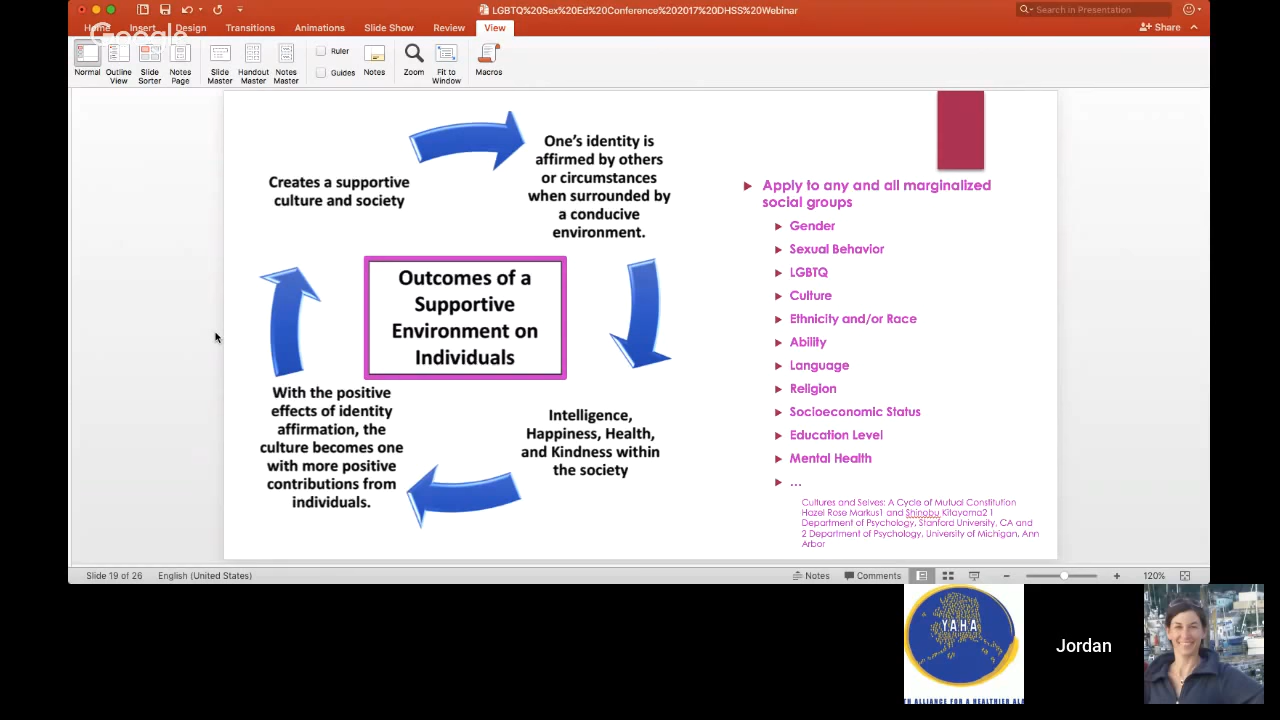 LGBTQ%20Sex%20Ed%20Conference%202017%20DHSS%20Webinar
Search in Presentation
Google
Home Insert Design Transitions Animations Slide Show Review View
Share
Normal
Outline View
Slide Sorter
Notes Page
Slide Master
Handout Master
Notes Master
Ruler
Guides
Notes
Zoom
Fit to Window
Macros
Creates a supportive
culture and society
One's identity is
affirmed by others
or circumstances
when surrounded by
a conducive
environment.
Outcomes of a
Supportive
Environment on
Individuals
With the positive
effects of identity
affirmation, the
culture becomes one
with more positive
contributions from
individuals.
Intelligence,
Happiness, Health,
and Kindness within
the society
Apply to any and all marginalized
social groups
Gender
Sexual Behavior
LGBTQ
Culture
Ethnicity and/or Race
Ability
Language
Religion
Socioeconomic Status
Education Level
Mental Health
...
Cultures and Selves: A Cycle of Mutual Constitution
Hazel Rose Markus1 and Shinobu Kitayama2 1
Department of Psychology, Stanford University, CA and
2 Department of Psychology, University of Michigan, Ann
Arbor
Slide 19 of 26 English (United States)
Notes Comments 120%
YAHA
ALLIANCE FOR A HEALTHIER
Jordan